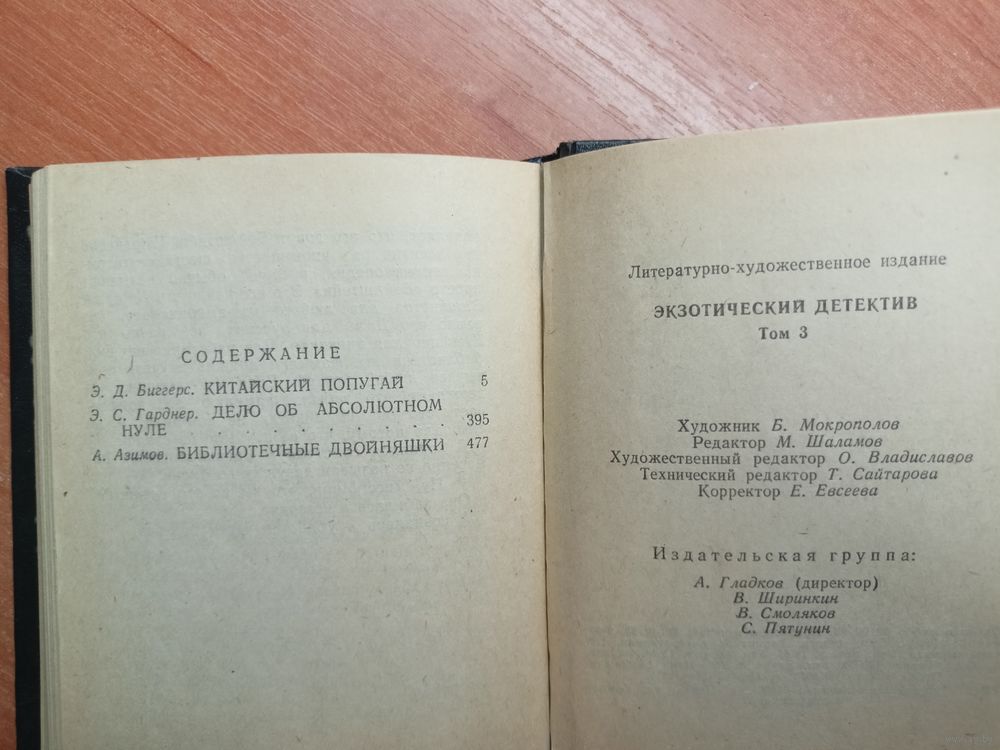 СОДЕРЖАНИЕ
Э. Д. Биггерс. КИТАЙСКИЙ ПОПУГАЙ 5
Э. С. Гарднер. ДЕЛО ОБ АБСОЛЮТНОМ
НУЛЕ . . . . . . . . . . 395
А. Азимов. БИБЛИОТЕЧНЫЕ ДВОЙНЯШКИ 477
Литературно-художественное издание
ЭКЗОТИЧЕСКИЙ ДЕТЕКТИВ
Том 3
Художник Б. Мокрополов
Редактор М. Шаламов
Художественный редактор О. Владиславов
Технический редактор Т. Сайтарова
Корректор Е. Евсеева
Издательская группа:
А. Гладков (директор)
В. Ширинкин
В. Смоляков
С. Пятунин